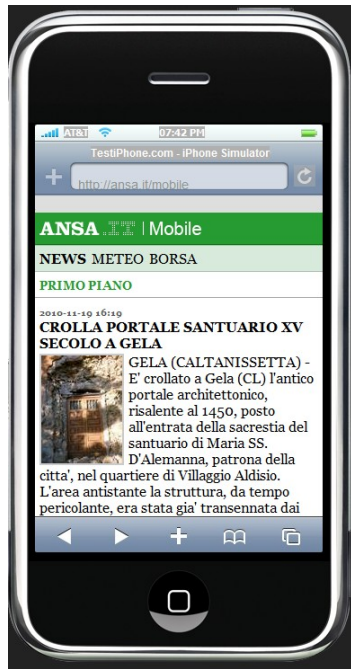 AT&T 07:42 PM
TestiPhone.com - iPhone Simulator
http://ansa.it/mobile
ANSA.IT | Mobile
NEWS METEO BORSA
PRIMO PIANO
2010-11-19 16:19
CROLLA PORTALE SANTUARIO XV
SECOLO A GELA
GELA (CALTANISSETTA) -
E' crollato a Gela (CL) l'antico
portale architettonico,
risalente al 1450, posto
all'entrata della sacrestia del
santuario di Maria SS.
D'Alemanna, patrona della
citta', nel quartiere di Villaggio Aldisio.
L'area antistante la struttura, da tempo
pericolante, era stata gia' transennata dai